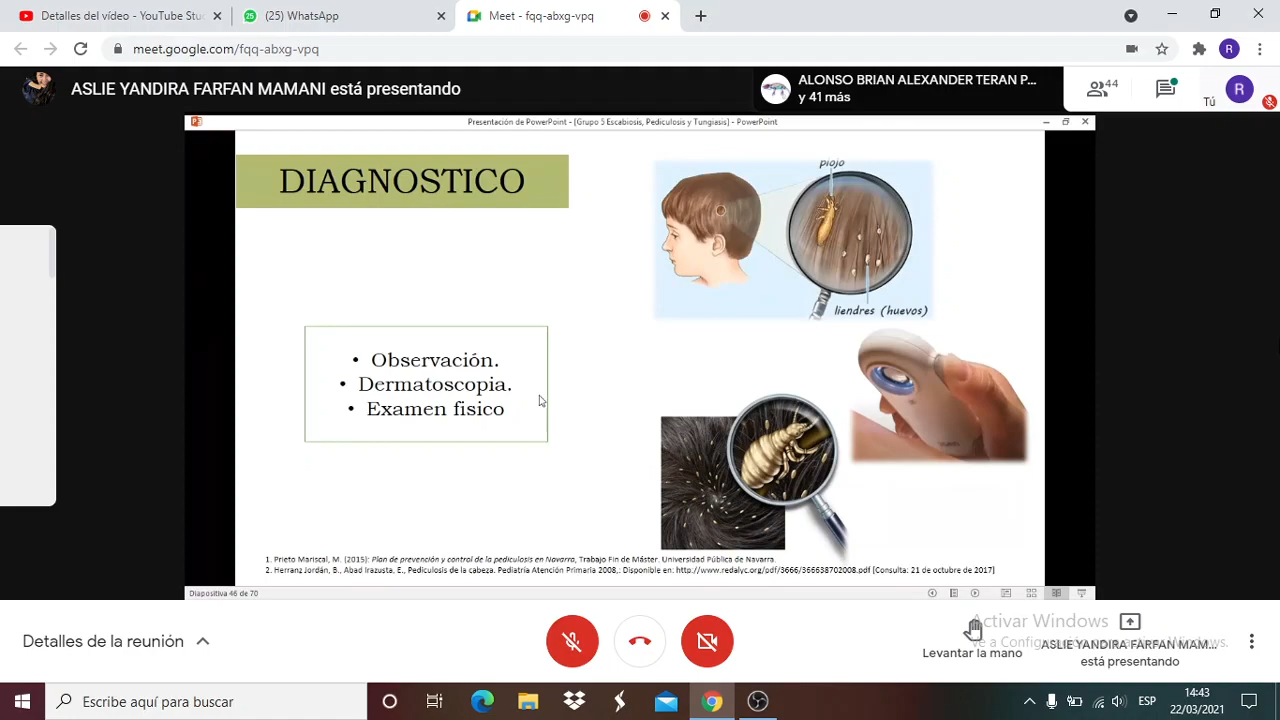 Detalles del vídeo - YouTube Stu
(25) WhatsApp
Meet - fqq-abxg-vpq
meet.google.com/fqq-abxg-vpq
R
ASLIE YANDIRA FARFAN MAMANI está presentando
ALONSO BRIAN ALEXANDER TERAN P...
y 41 más
44
Tú
R
Presentación de PowerPoint - [Grupo 5 Escabiosis, Pediculosis y Tungiasis] - PowerPoint
DIAGNOSTICO
piojo
liendres (huevos)
• Observación.
• Dermatoscopia.
• Examen fisico
1. Prieto Mariscal, M. (2015): Plan de prevención y control de la pediculosis en Navarra, Trabajo Fin de Máster. Universidad Pública de Navarra.
2. Herranz Jordán, B., Abad Irazusta, E., Pediculosis de la cabeza. Pediatría Atención Primaria 2008,: Disponible en: http://www.redalyc.org/pdf/3666/366638702008.pdf [Consulta: 21 de octubre de 2017]
Diapositiva 46 de 70
Detalles de la reunión
Activar Windows
Ve a Configuración para activar Windows.
Levantar la mano
ASLIE YANDIRA FARFAN MAM...
está presentando
Escribe aquí para buscar
ESP
14:43
22/03/2021